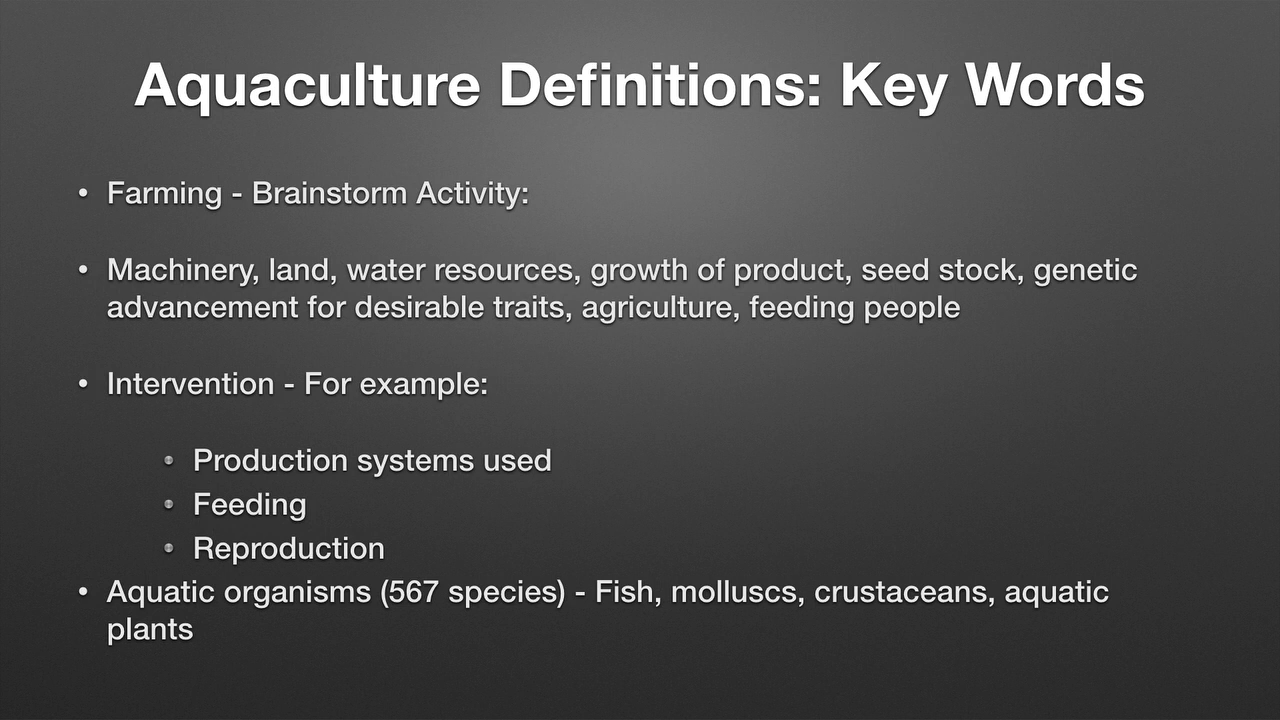 Aquaculture Definitions: Key Words
• Farming - Brainstorm Activity:
• Machinery, land, water resources, growth of product, seed stock, genetic
advancement for desirable traits, agriculture, feeding people
• Intervention - For example:
• Production systems used
• Feeding
• Reproduction
• Aquatic organisms (567 species) - Fish, molluscs, crustaceans, aquatic
plants